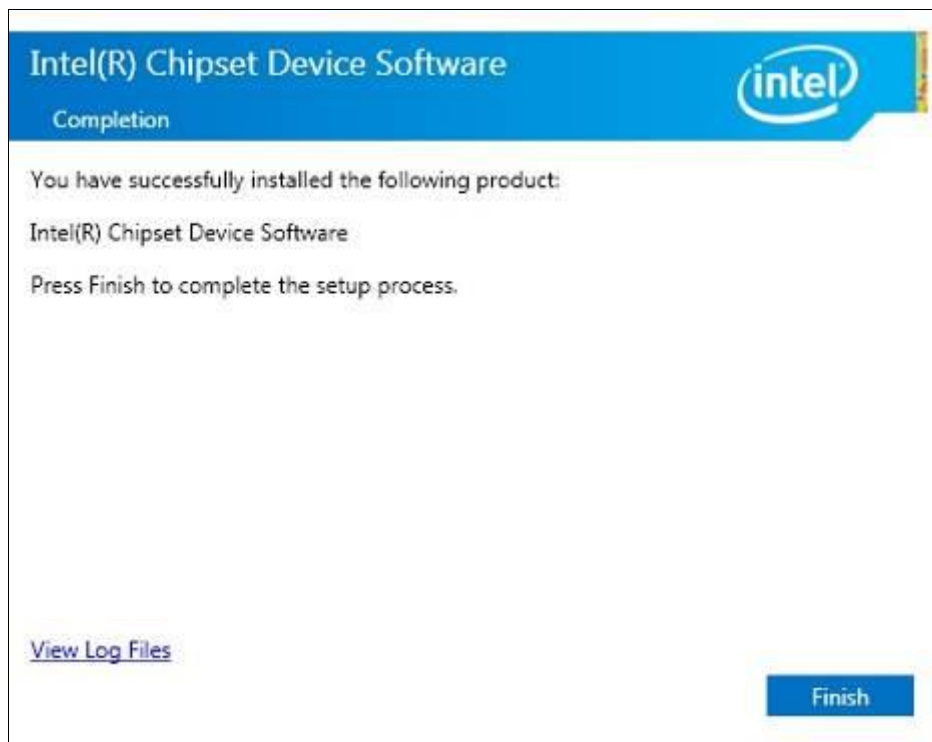 Intel(R) Chipset Device Software
intel
Completion
You have successfully installed the following product:
Intel(R) Chipset Device Software
Press Finish to complete the setup process.
View Log Files
Finish